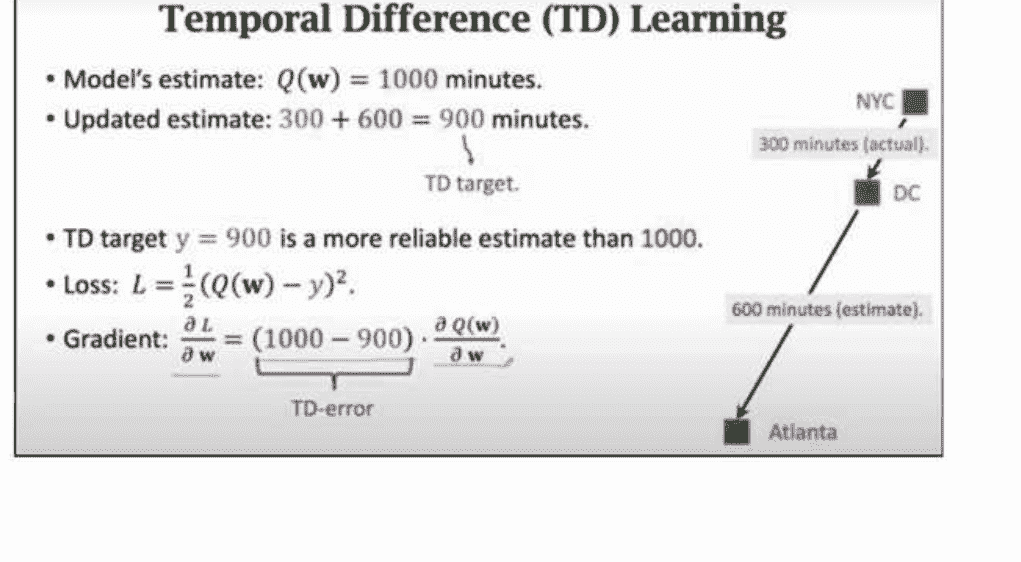 Temporal Difference (TD) Learning
• Model's estimate: Q(w) = 1000 minutes.
• Updated estimate: 300 + 600 = 900 minutes.
TD target.
• TD target y = 900 is a more reliable estimate than 1000.
• Loss: L = 1/2 (Q(w) − y)².
• Gradient: ∂L/∂w = (1000 − 900) · ∂Q(w)/∂w.
TD-error
NYC
300 minutes (actual).
DC
600 minutes (estimate).
Atlanta